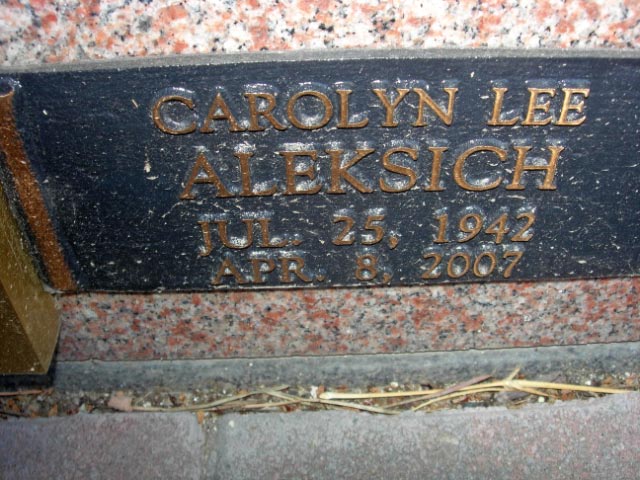 CAROLYN LEE
ALEKSICH
JUL. 25, 1942
APR. 8, 2007